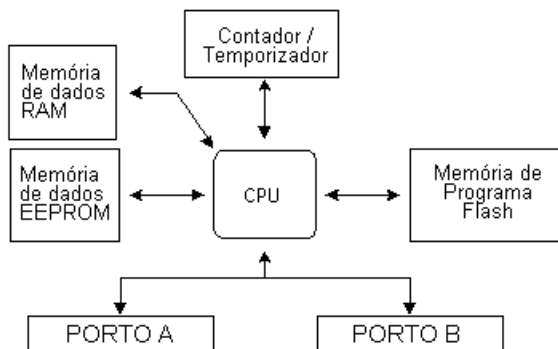 Contador /
Temporizador
Memória
de dados
RAM
Memória
de dados
EEPROM
CPU
Memória de
Programa
Flash
PORTO A
PORTO B